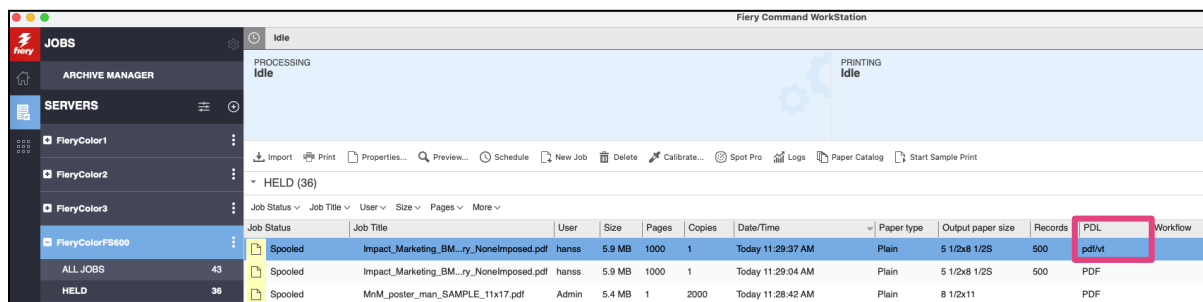 Fiery Command WorkStation
fiery
JOBS
Idle
ARCHIVE MANAGER
PROCESSING
Idle
PRINTING
Idle
SERVERS
FieryColor1
FieryColor2
FieryColor3
FieryColorFS600
ALL JOBS 43
HELD 36
Import Print Properties... Preview... Schedule New Job Delete Calibrate... Spot Pro Logs Paper Catalog Start Sample Print
HELD (36)
Job Status Job Title User Size Pages More
Job Status Job Title User Size Pages Copies Date/Time Paper type Output paper size Records PDL Workflow
Spooled Impact_Marketing_BM...ry_NoneImposed.pdf hanss 5.9 MB 1000 1 Today 11:29:37 AM Plain 5 1/2x8 1/2S 500 pdf/vt
Spooled Impact_Marketing_BM...ry_NoneImposed.pdf hanss 5.9 MB 1000 1 Today 11:29:04 AM Plain 5 1/2x8 1/2S 500 PDF
Spooled MnM_poster_man_SAMPLE_11x17.pdf Admin 5.4 MB 1 2000 Today 11:28:42 AM Plain 8 1/2x11 PDF